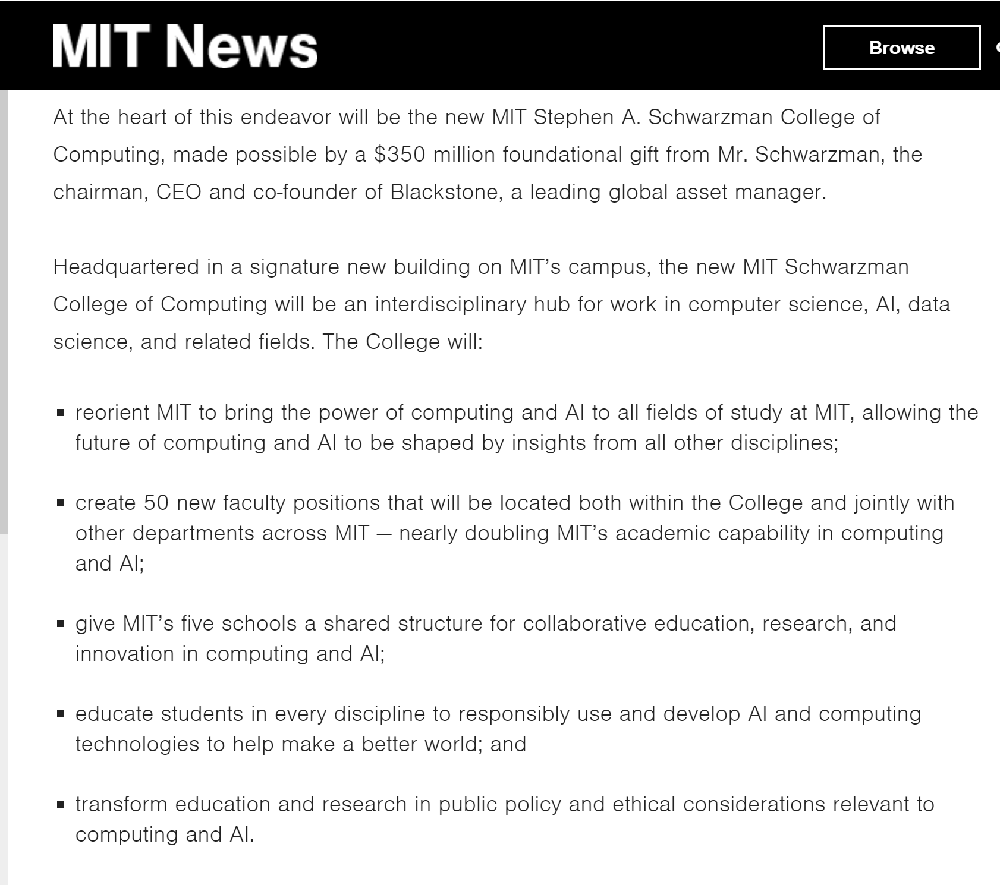 MIT News
Browse
At the heart of this endeavor will be the new MIT Stephen A. Schwarzman College of
Computing, made possible by a $350 million foundational gift from Mr. Schwarzman, the
chairman, CEO and co-founder of Blackstone, a leading global asset manager.
Headquartered in a signature new building on MIT’s campus, the new MIT Schwarzman
College of Computing will be an interdisciplinary hub for work in computer science, AI, data
science, and related fields. The College will:
▪ reorient MIT to bring the power of computing and AI to all fields of study at MIT, allowing the
future of computing and AI to be shaped by insights from all other disciplines;
▪ create 50 new faculty positions that will be located both within the College and jointly with
other departments across MIT — nearly doubling MIT’s academic capability in computing
and AI;
▪ give MIT’s five schools a shared structure for collaborative education, research, and
innovation in computing and AI;
▪ educate students in every discipline to responsibly use and develop AI and computing
technologies to help make a better world; and
▪ transform education and research in public policy and ethical considerations relevant to
computing and AI.